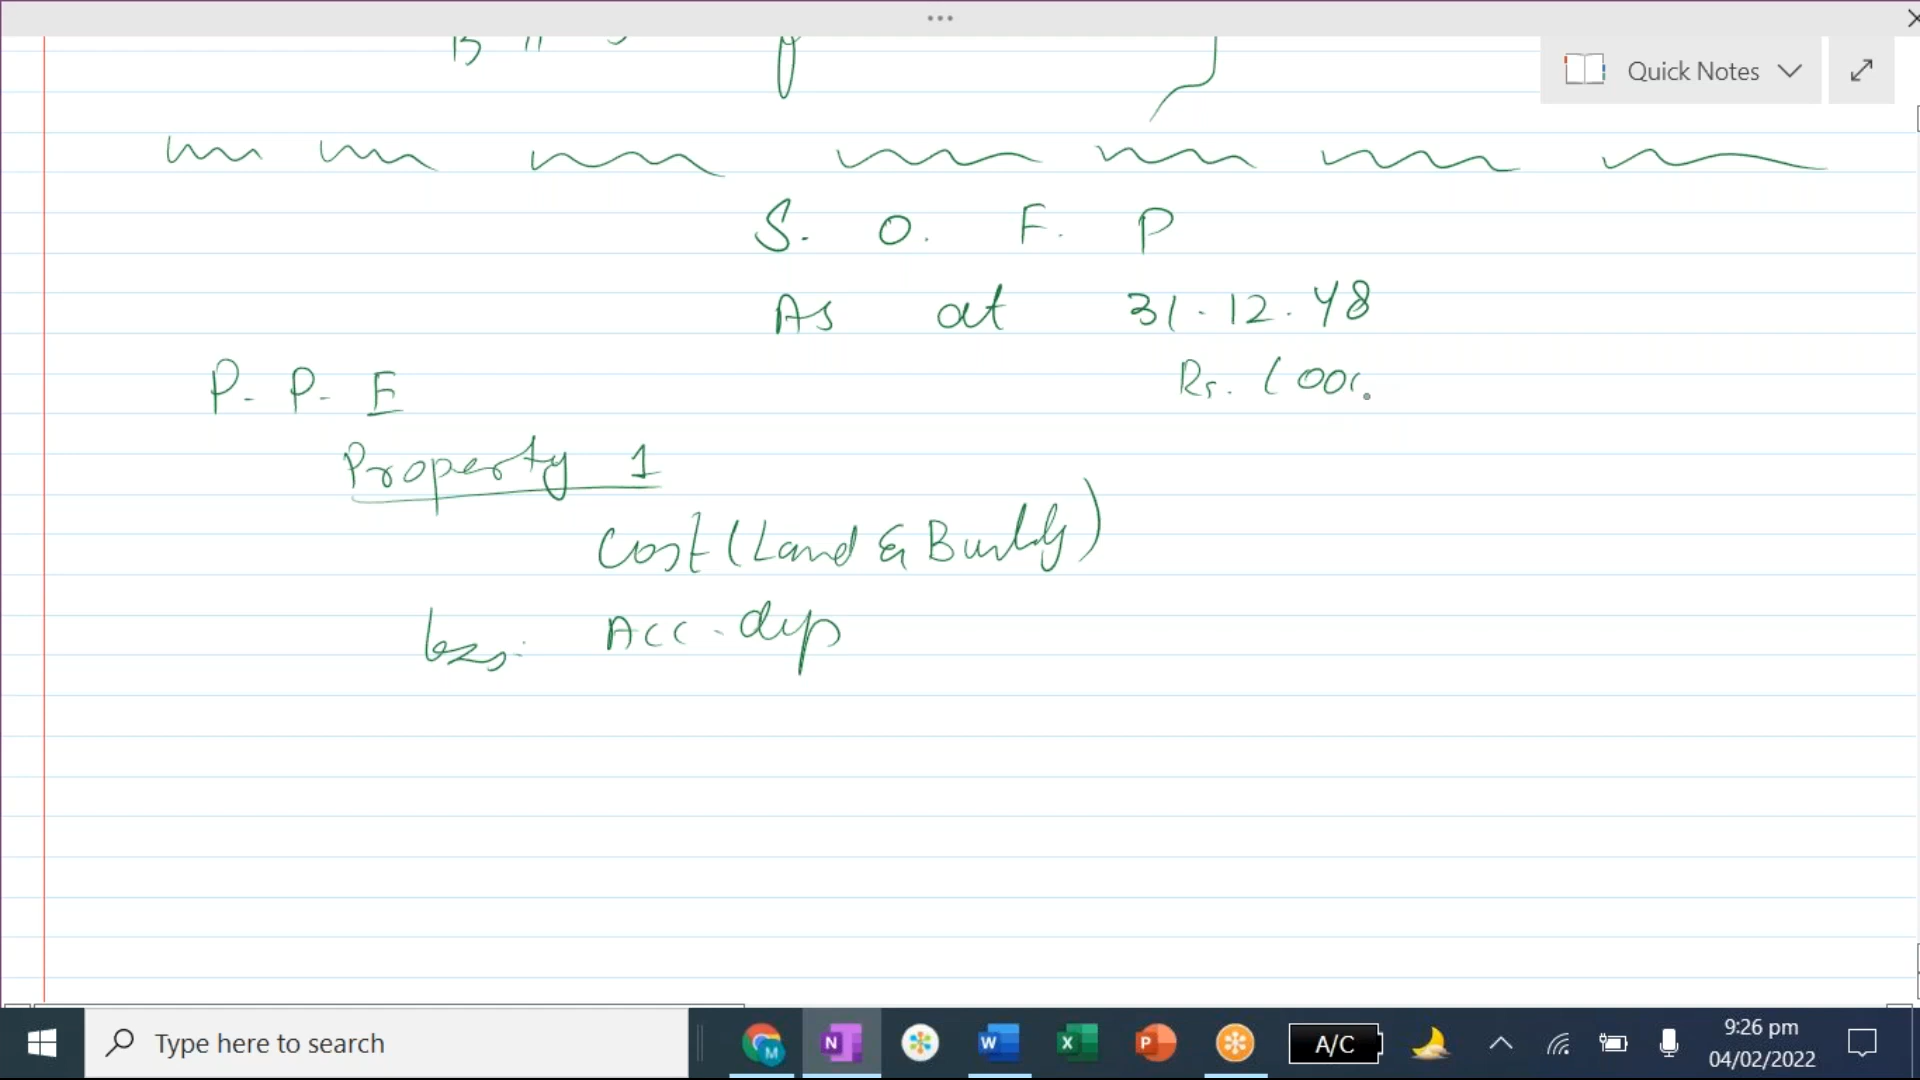 Quick Notes
S. O. F. P
As at 31.12.Y8
P. P. E
Rs. (000.
Property 1
Cost (Land & Buildg)
less: Acc. dep
Type here to search
A/C
9:26 pm
04/02/2022